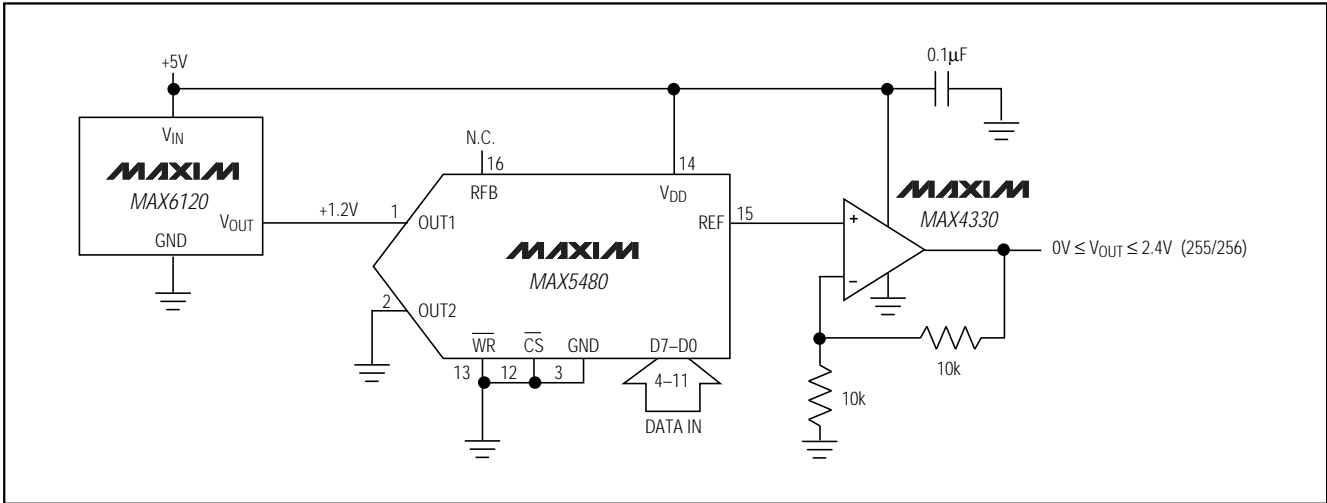 +5V
0.1μF
VIN
MAXIM
MAX6120
VOUT
GND
+1.2V
N.C.
16
RFB
14
VDD
1
OUT1
REF
15
MAXIM
MAX5480
2
OUT2
WR
CS
GND
D7–D0
13
12
3
4–11
DATA IN
MAXIM
MAX4330
+
–
0V ≤ VOUT ≤ 2.4V (255/256)
10k
10k